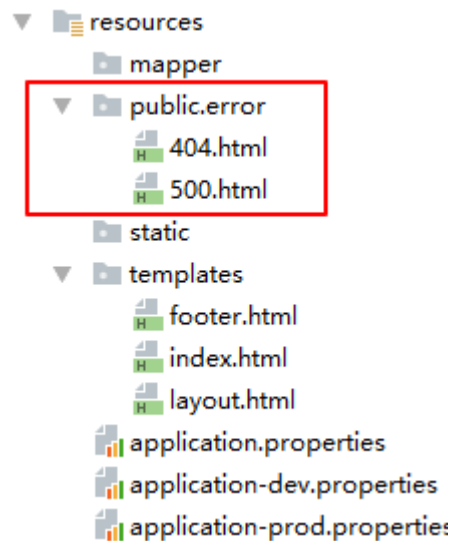 resources
mapper
public.error
404.html
500.html
static
templates
footer.html
index.html
layout.html
application.properties
application-dev.properties
application-prod.properties